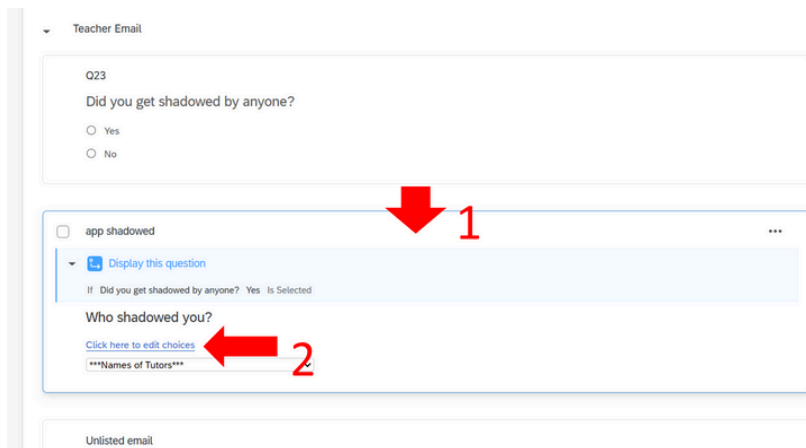 Teacher Email
Q23
Did you get shadowed by anyone?
Yes
No
1
app shadowed
Display this question
If Did you get shadowed by anyone? Yes Is Selected
Who shadowed you?
Click here to edit choices
2
***Names of Tutors***
Unlisted email